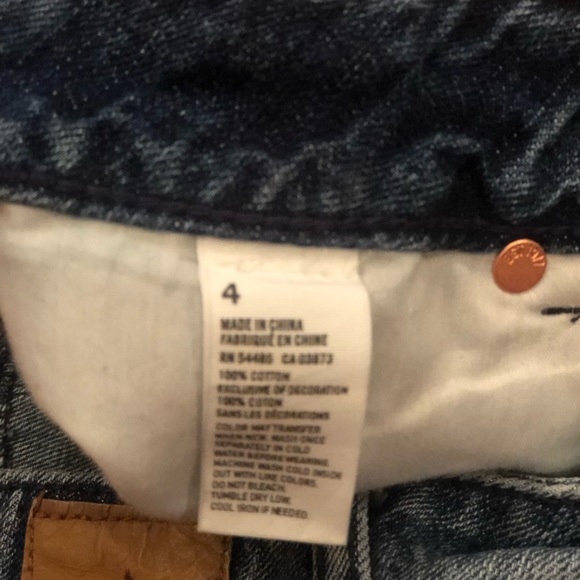 4
MADE IN CHINA
FABRIQUÉ EN CHINE
RN 54485 CA 03873
100% COTTON
EXCLUSIVE OF DECORATION
100% COTON
SANS LES DÉCORATIONS
COLOR MAY TRANSFER
WHEN NEW. WASH ONCE
SEPARATELY IN COLD
WATER BEFORE WEARING.
MACHINE WASH COLD INSIDE
OUT WITH LIKE COLORS.
DO NOT BLEACH.
TUMBLE DRY LOW.
COOL IRON IF NEEDED.